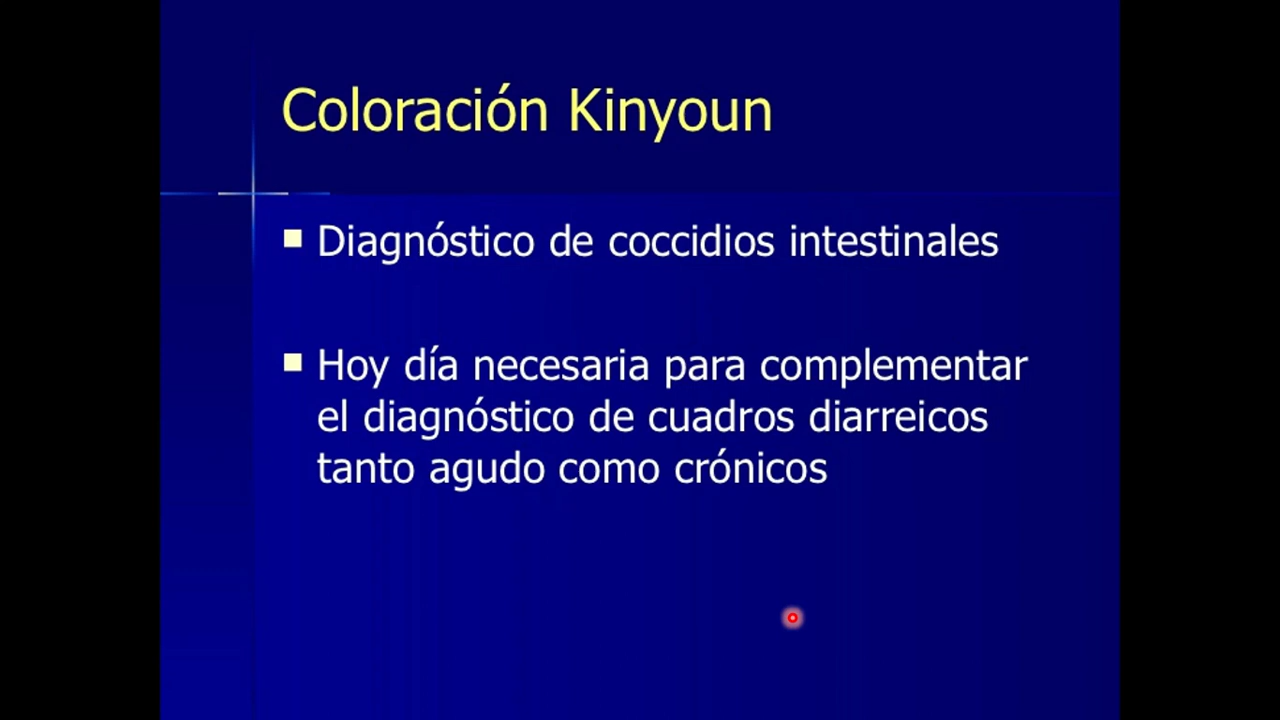 Coloración Kinyoun
Diagnóstico de coccidios intestinales
Hoy día necesaria para complementar
el diagnóstico de cuadros diarreicos
tanto agudo como crónicos